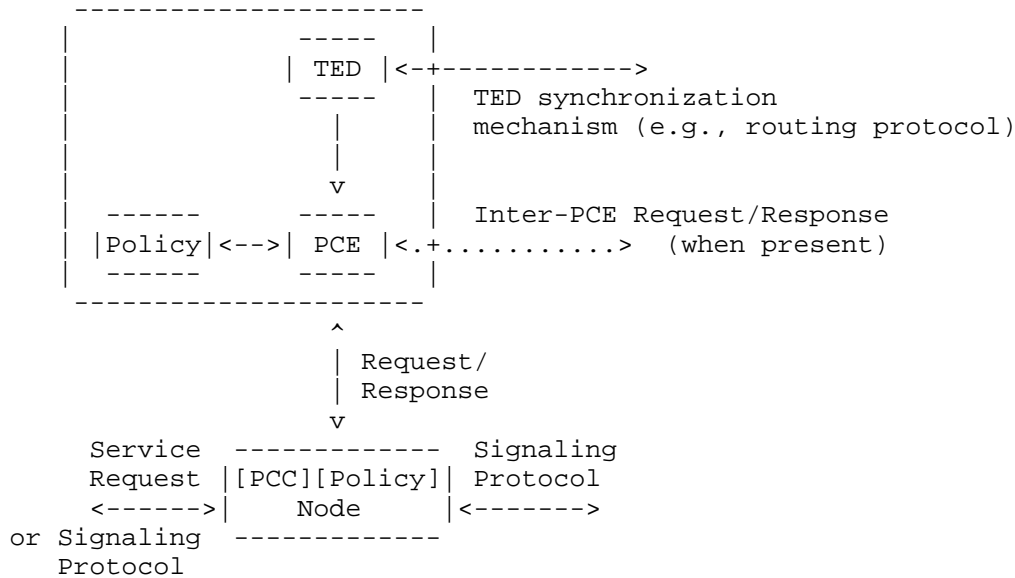 TED
TED synchronization
mechanism (e.g., routing protocol)
Inter-PCE Request/Response
Policy PCE (when present)
Request/
Response
Service Signaling
Request [PCC][Policy] Protocol
Node
or Signaling
Protocol